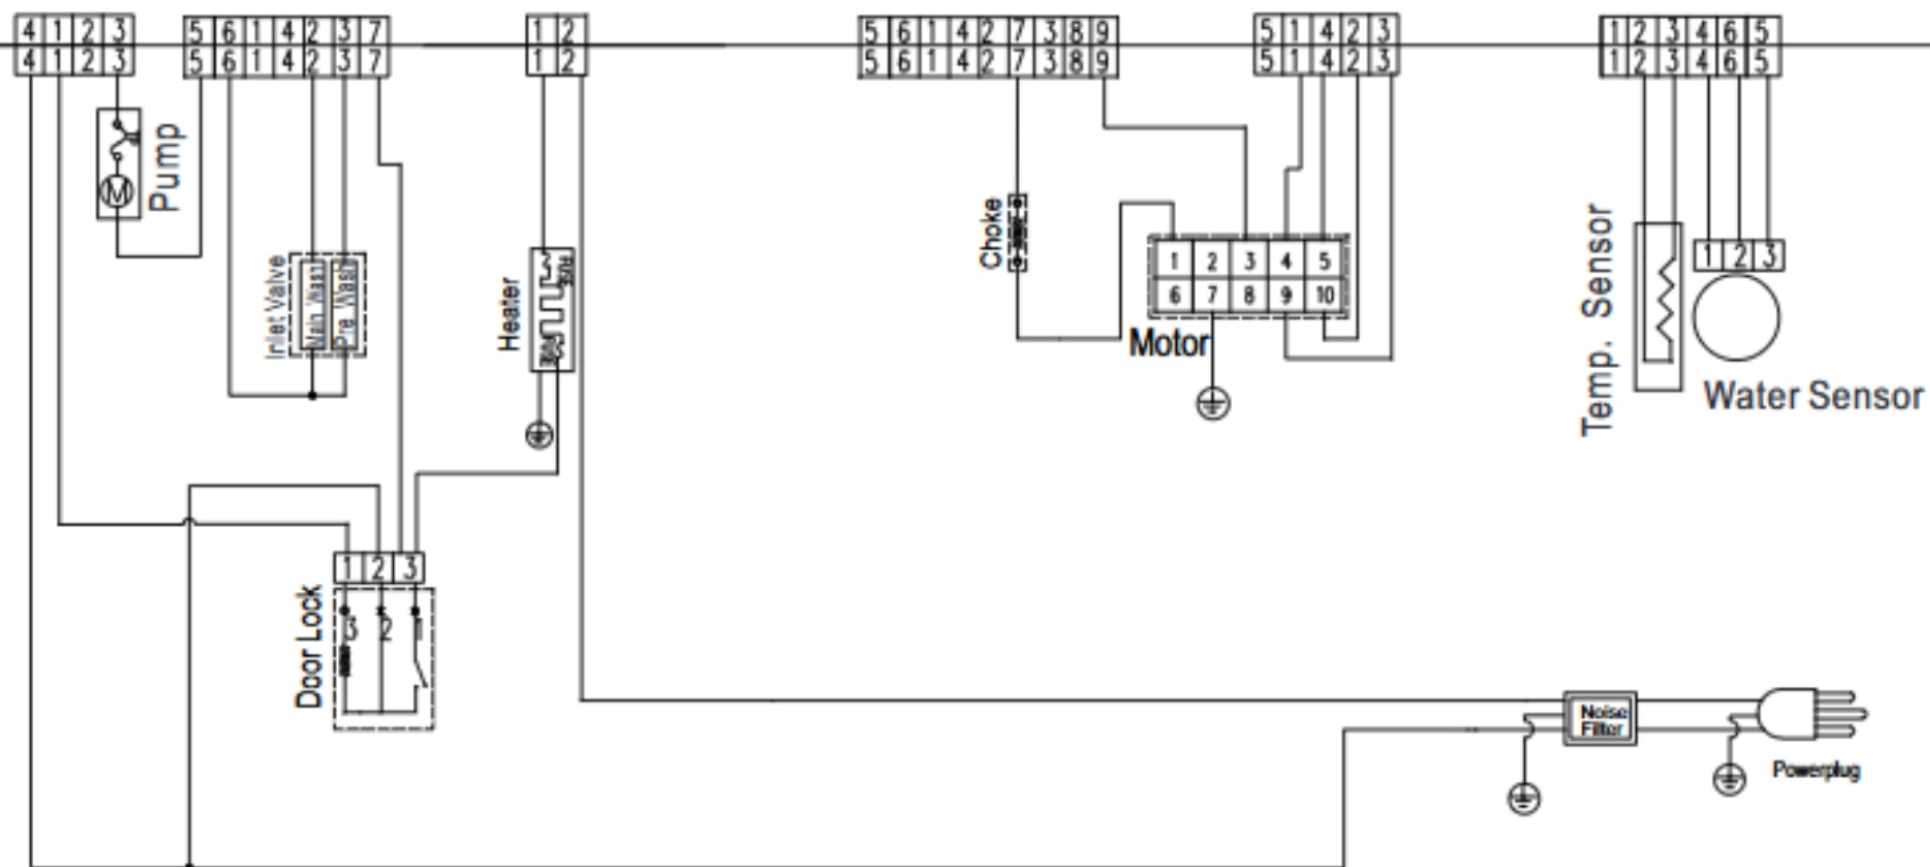 4 1 2 3
4 1 2 3
5 6 1 4 2 3 7
5 6 1 4 2 3 7
1 2
1 2
5 6 1 4 2 7 3 8 9
5 6 1 4 2 7 3 8 9
5 1 4 2 3
5 1 4 2 3
1 2 3 4 6 5
1 2 3 4 6 5
M
Pump
Inlet Valve
Main Wash
Pre Wash
Heater
FUSE
Choke
1 2 3 4 5
6 7 8 9 10
Motor
Temp. Sensor
1 2 3
Water Sensor
1 2 3
3 2 1
Door Lock
Noise
Filter
Powerplug